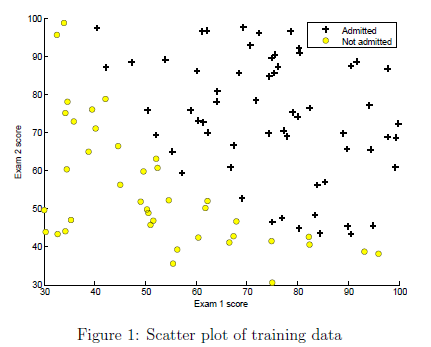 100
90
80
70
60
50
40
30
Exam 2 score
Admitted
Not admitted
30 40 50 60 70 80 90 100
Exam 1 score
Figure 1: Scatter plot of training data